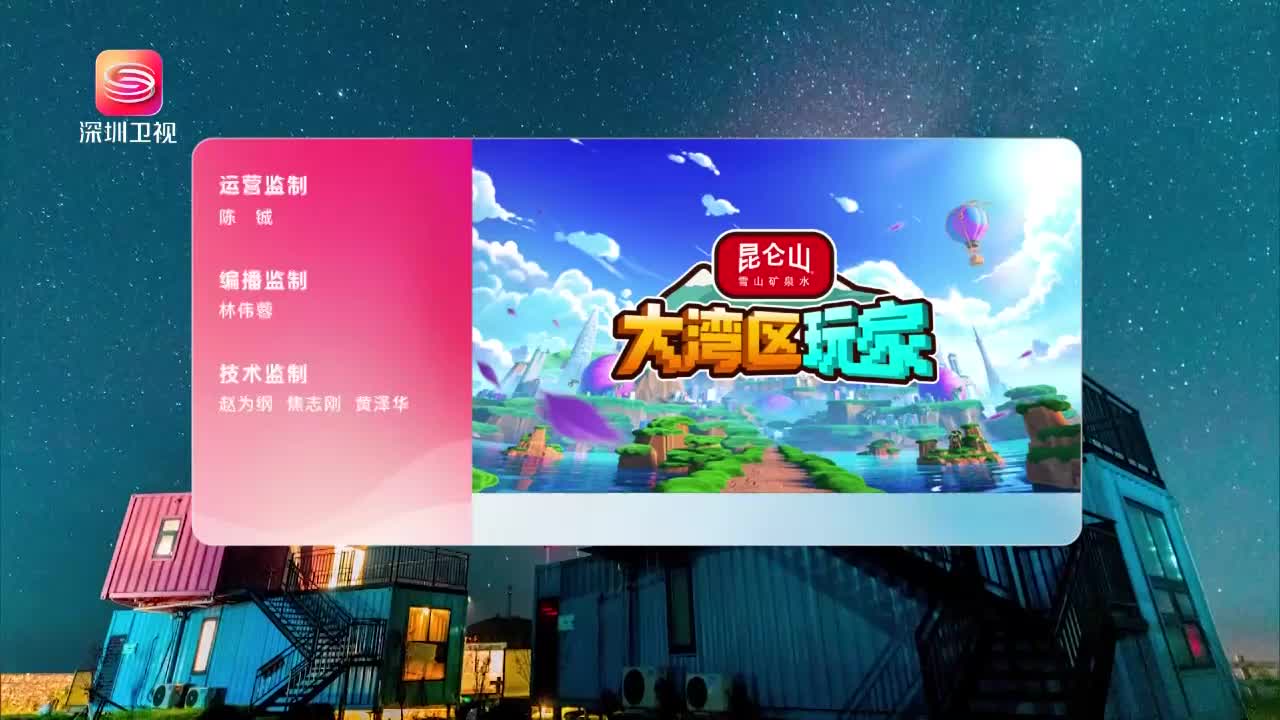 深圳卫视
运营监制
陈 铖
编播监制
林伟蓉
技术监制
赵为纲 焦志刚 黄泽华
昆仑山
雪山矿泉水
大湾区玩家